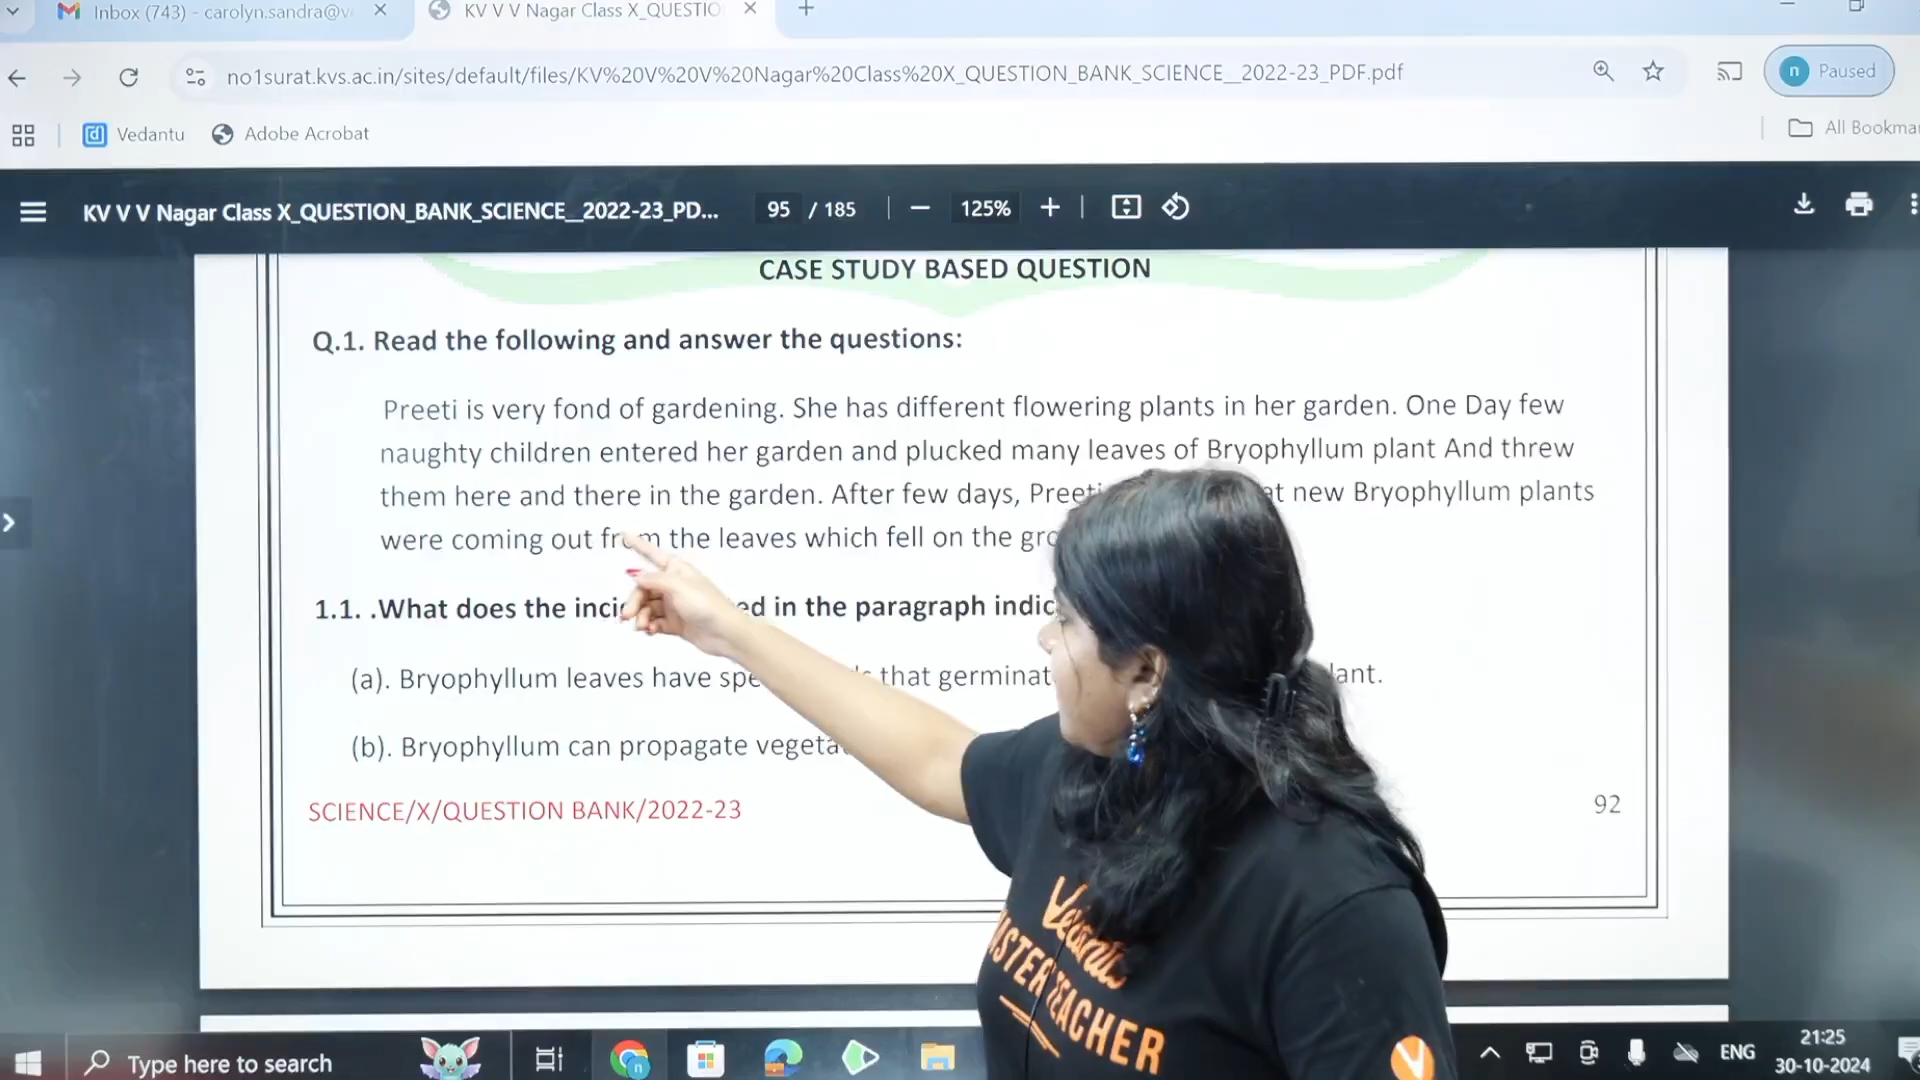 Inbox (743) - carolyn.sandra@v
KV V V Nagar Class X_QUESTIO
no1surat.kvs.ac.in/sites/default/files/KV%20V%20V%20Nagar%20Class%20X_QUESTION_BANK_SCIENCE__2022-23_PDF.pdf
n Paused
Vedantu Adobe Acrobat All Bookma
KV V V Nagar Class X_QUESTION_BANK_SCIENCE__2022-23_PD... 95 / 185 125%
CASE STUDY BASED QUESTION
Q.1. Read the following and answer the questions:
Preeti is very fond of gardening. She has different flowering plants in her garden. One Day few
naughty children entered her garden and plucked many leaves of Bryophyllum plant And threw
them here and there in the garden. After few days, Preeti new Bryophyllum plants
were coming out from the leaves which fell on the gro
1.1. .What does the inci ed in the paragraph indic
(a). Bryophyllum leaves have spe that germinat lant.
(b). Bryophyllum can propagate vegeta
SCIENCE/X/QUESTION BANK/2022-23
92
Vedantu
MASTER TEACHER
V
Type here to search
n
ENG
21:25
30-10-2024